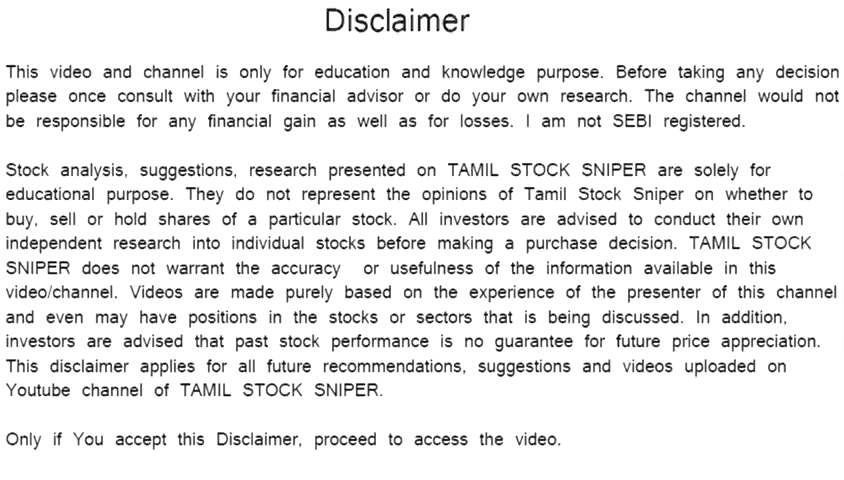 Disclaimer
This video and channel is only for education and knowledge purpose. Before taking any decision
please once consult with your financial advisor or do your own research. The channel would not
be responsible for any financial gain as well as for losses. I am not SEBI registered.
Stock analysis, suggestions, research presented on TAMIL STOCK SNIPER are solely for
educational purpose. They do not represent the opinions of Tamil Stock Sniper on whether to
buy, sell or hold shares of a particular stock. All investors are advised to conduct their own
independent research into individual stocks before making a purchase decision. TAMIL STOCK
SNIPER does not warrant the accuracy or usefulness of the information available in this
video/channel. Videos are made purely based on the experience of the presenter of this channel
and even may have positions in the stocks or sectors that is being discussed. In addition,
investors are advised that past stock performance is no guarantee for future price appreciation.
This disclaimer applies for all future recommendations, suggestions and videos uploaded on
Youtube channel of TAMIL STOCK SNIPER.
Only if You accept this Disclaimer, proceed to access the video.